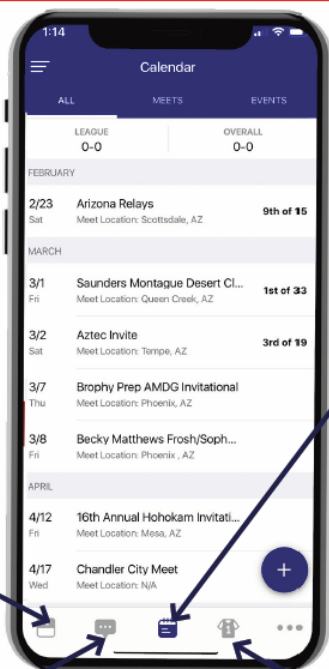 1:14
Calendar
ALL MEETS EVENTS
LEAGUE OVERALL
0-0 0-0
FEBRUARY
2/23 Arizona Relays 9th of 15
Sat Meet Location: Scottsdale, AZ
MARCH
3/1 Saunders Montague Desert Cl... 1st of 33
Fri Meet Location: Queen Creek, AZ
3/2 Aztec Invite 3rd of 19
Sat Meet Location: Tempe, AZ
3/7 Brophy Prep AMDG Invitational
Thu Meet Location: Phoenix, AZ
3/8 Becky Matthews Frosh/Soph...
Fri Meet Location: Phoenix , AZ
APRIL
4/12 16th Annual Hohokam Invitati...
Fri Meet Location: Mesa, AZ
4/17 Chandler City Meet
Wed Meet Location: N/A
+